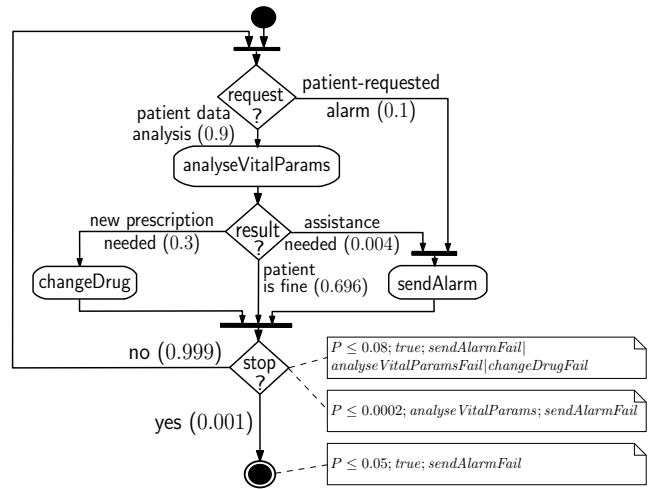 request
?
patient-requested
alarm (0.1)
patient data
analysis (0.9)
analyseVitalParams
new prescription
needed (0.3)
result
?
assistance
needed (0.004)
patient
is fine (0.696)
changeDrug
sendAlarm
no (0.999)
stop
?
P ≤ 0.08; true; sendAlarmFail|
analyseVitalParamsFail|changeDrugFail
P ≤ 0.0002; analyseVitalParams; sendAlarmFail
yes (0.001)
P ≤ 0.05; true; sendAlarmFail